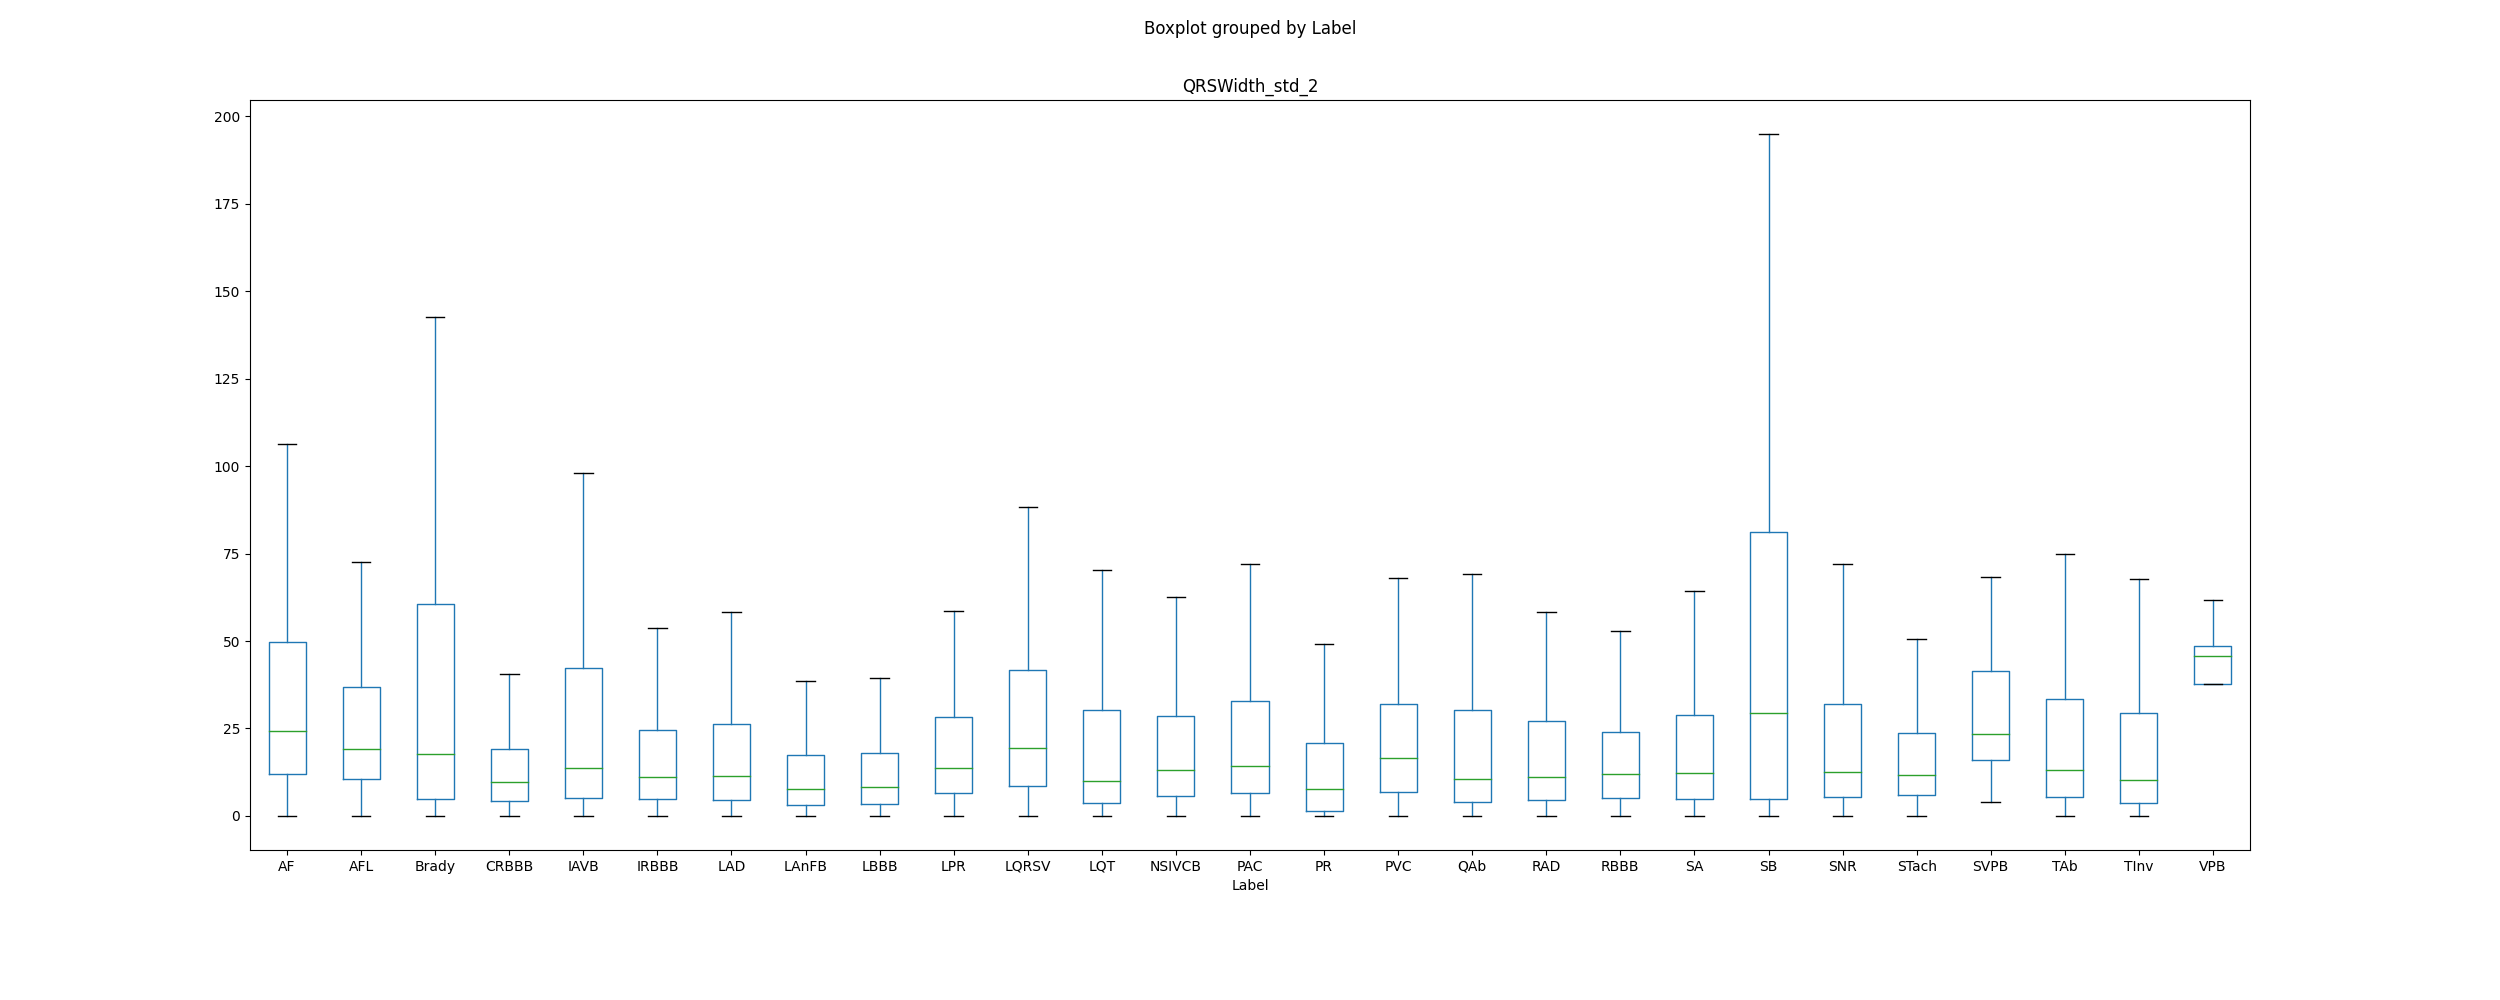 Boxplot grouped by Label
QRSWidth_std_2
200
175
150
125
100
75
50
25
0
AF AFL Brady CRBBB IAVB IRBBB LAD LAnFB LBBB LPR LQRSV LQT NSIVCB PAC PR PVC QAb RAD RBBB SA SB SNR STach SVPB TAb TInv VPB
Label